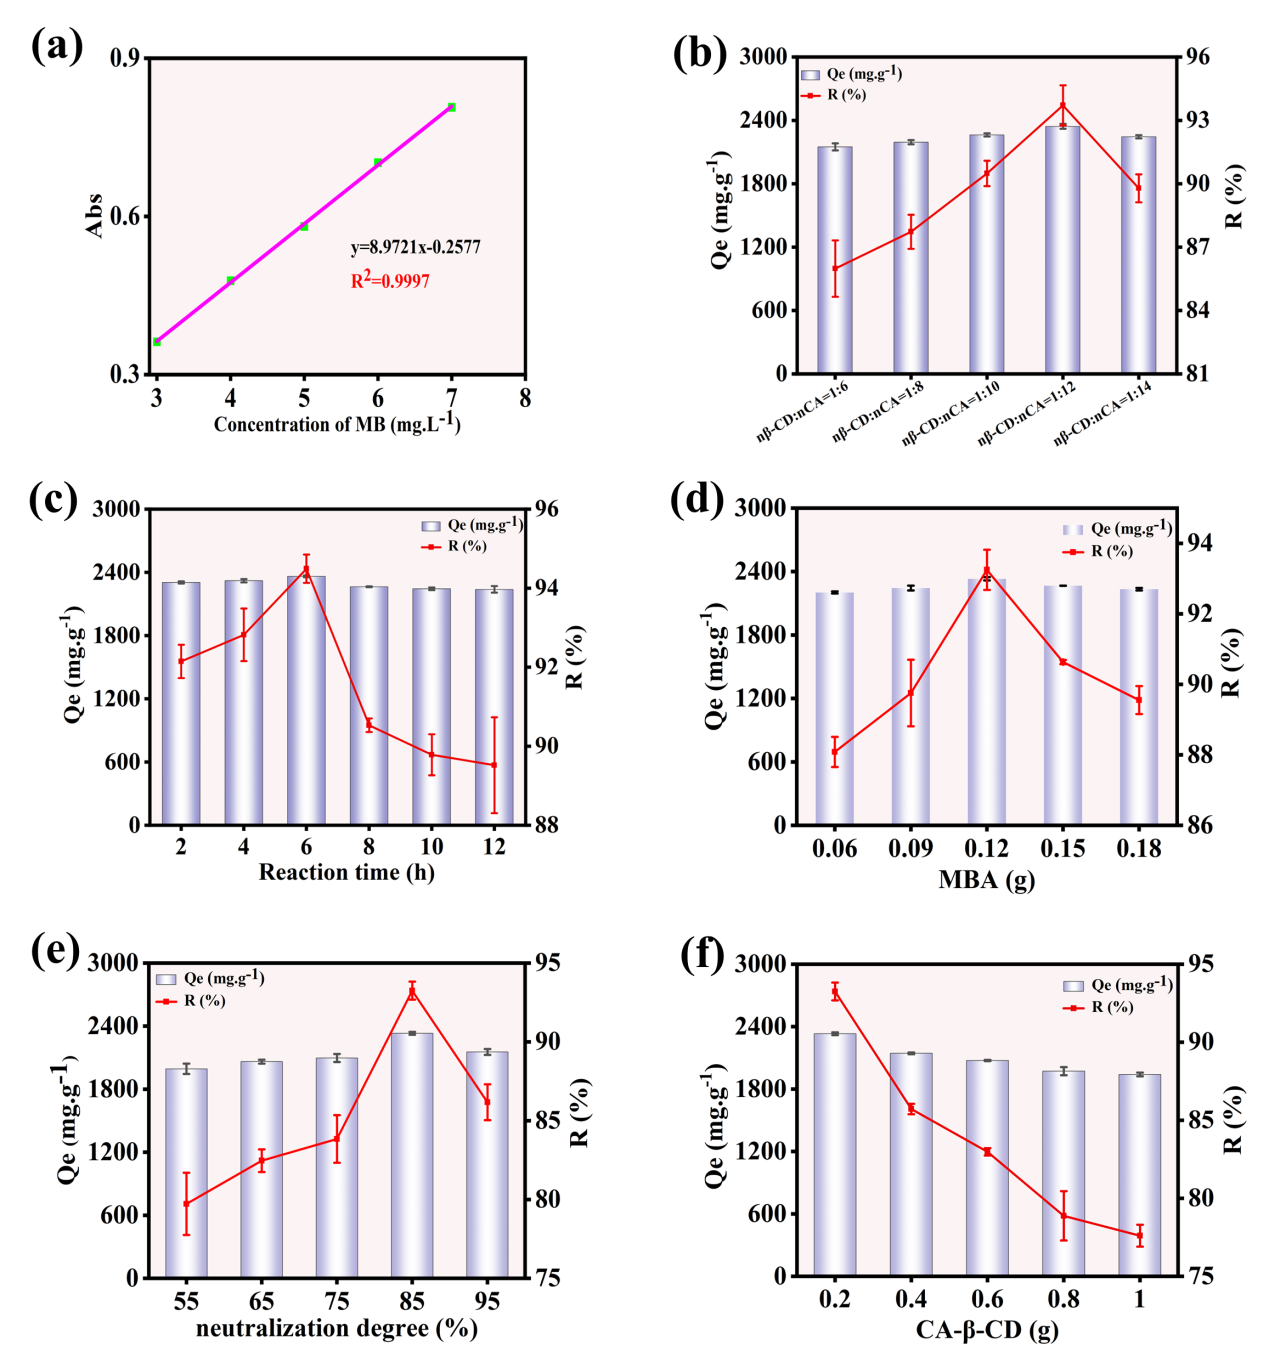 (a)
0.9
0.6
0.3
Abs
y=8.9721x-0.2577
R²=0.9997
3 4 5 6 7 8
Concentration of MB (mg.L⁻¹)
(b)
3000
2400
1800
1200
600
0
Qe (mg.g⁻¹)
Qe (mg.g⁻¹)
R (%)
96
93
90
87
84
81
R (%)
nβ-CD:nCA=1:6
nβ-CD:nCA=1:8
nβ-CD:nCA=1:10
nβ-CD:nCA=1:12
nβ-CD:nCA=1:14
(c)
3000
2400
1800
1200
600
0
Qe (mg.g⁻¹)
Qe (mg.g⁻¹)
R (%)
96
94
92
90
88
R (%)
2 4 6 8 10 12
Reaction time (h)
(d)
3000
2400
1800
1200
600
0
Qe (mg.g⁻¹)
Qe (mg.g⁻¹)
R (%)
94
92
90
88
86
R (%)
0.06 0.09 0.12 0.15 0.18
MBA (g)
(e)
3000
2400
1800
1200
600
0
Qe (mg.g⁻¹)
Qe (mg.g⁻¹)
R (%)
95
90
85
80
75
R (%)
55 65 75 85 95
neutralization degree (%)
(f)
3000
2400
1800
1200
600
0
Qe (mg.g⁻¹)
Qe (mg.g⁻¹)
R (%)
95
90
85
80
75
R (%)
0.2 0.4 0.6 0.8 1
CA-β-CD (g)